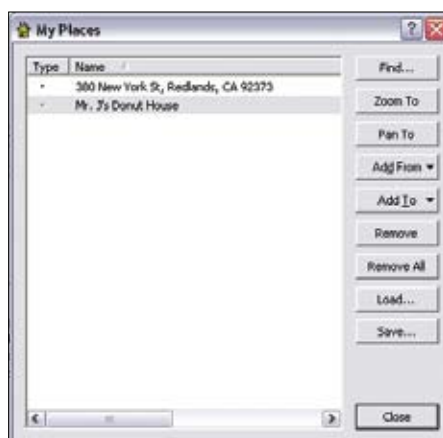 My Places
Type Name
380 New York St, Redlands, CA 92373
Mr. J's Donut House
Find...
Zoom To
Pan To
Add From
Add To
Remove
Remove All
Load...
Save...
Close